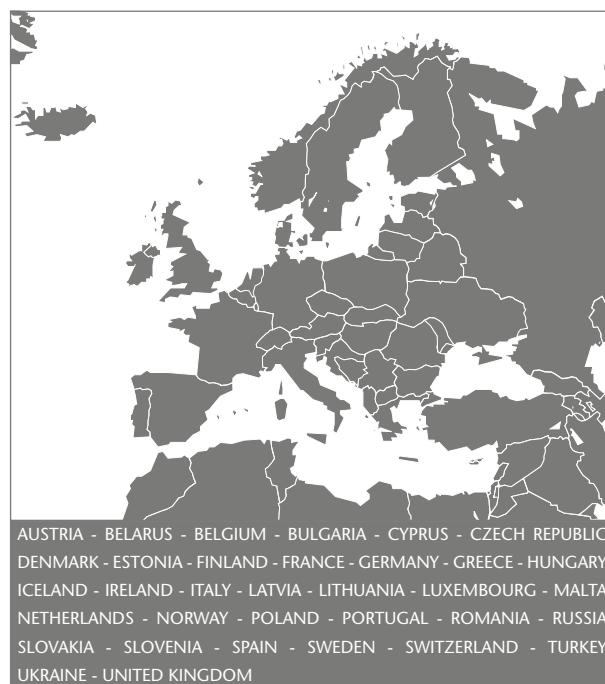 AUSTRIA - BELARUS - BELGIUM - BULGARIA - CYPRUS - CZECH REPUBLIC
DENMARK - ESTONIA - FINLAND - FRANCE - GERMANY - GREECE - HUNGARY
ICELAND - IRELAND - ITALY - LATVIA - LITHUANIA - LUXEMBOURG - MALTA
NETHERLANDS - NORWAY - POLAND - PORTUGAL - ROMANIA - RUSSIA
SLOVAKIA - SLOVENIA - SPAIN - SWEDEN - SWITZERLAND - TURKEY
UKRAINE - UNITED KINGDOM